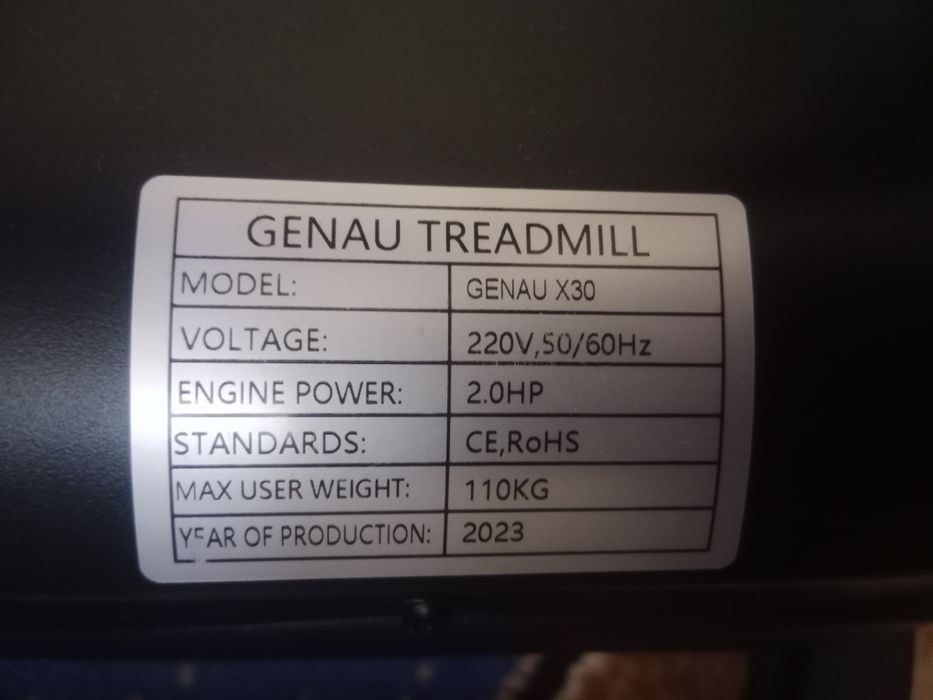 GENAU TREADMILL
MODEL: GENAU X30
VOLTAGE: 220V,50/60Hz
ENGINE POWER: 2.0HP
STANDARDS: CE,RoHS
MAX USER WEIGHT: 110KG
YEAR OF PRODUCTION: 2023